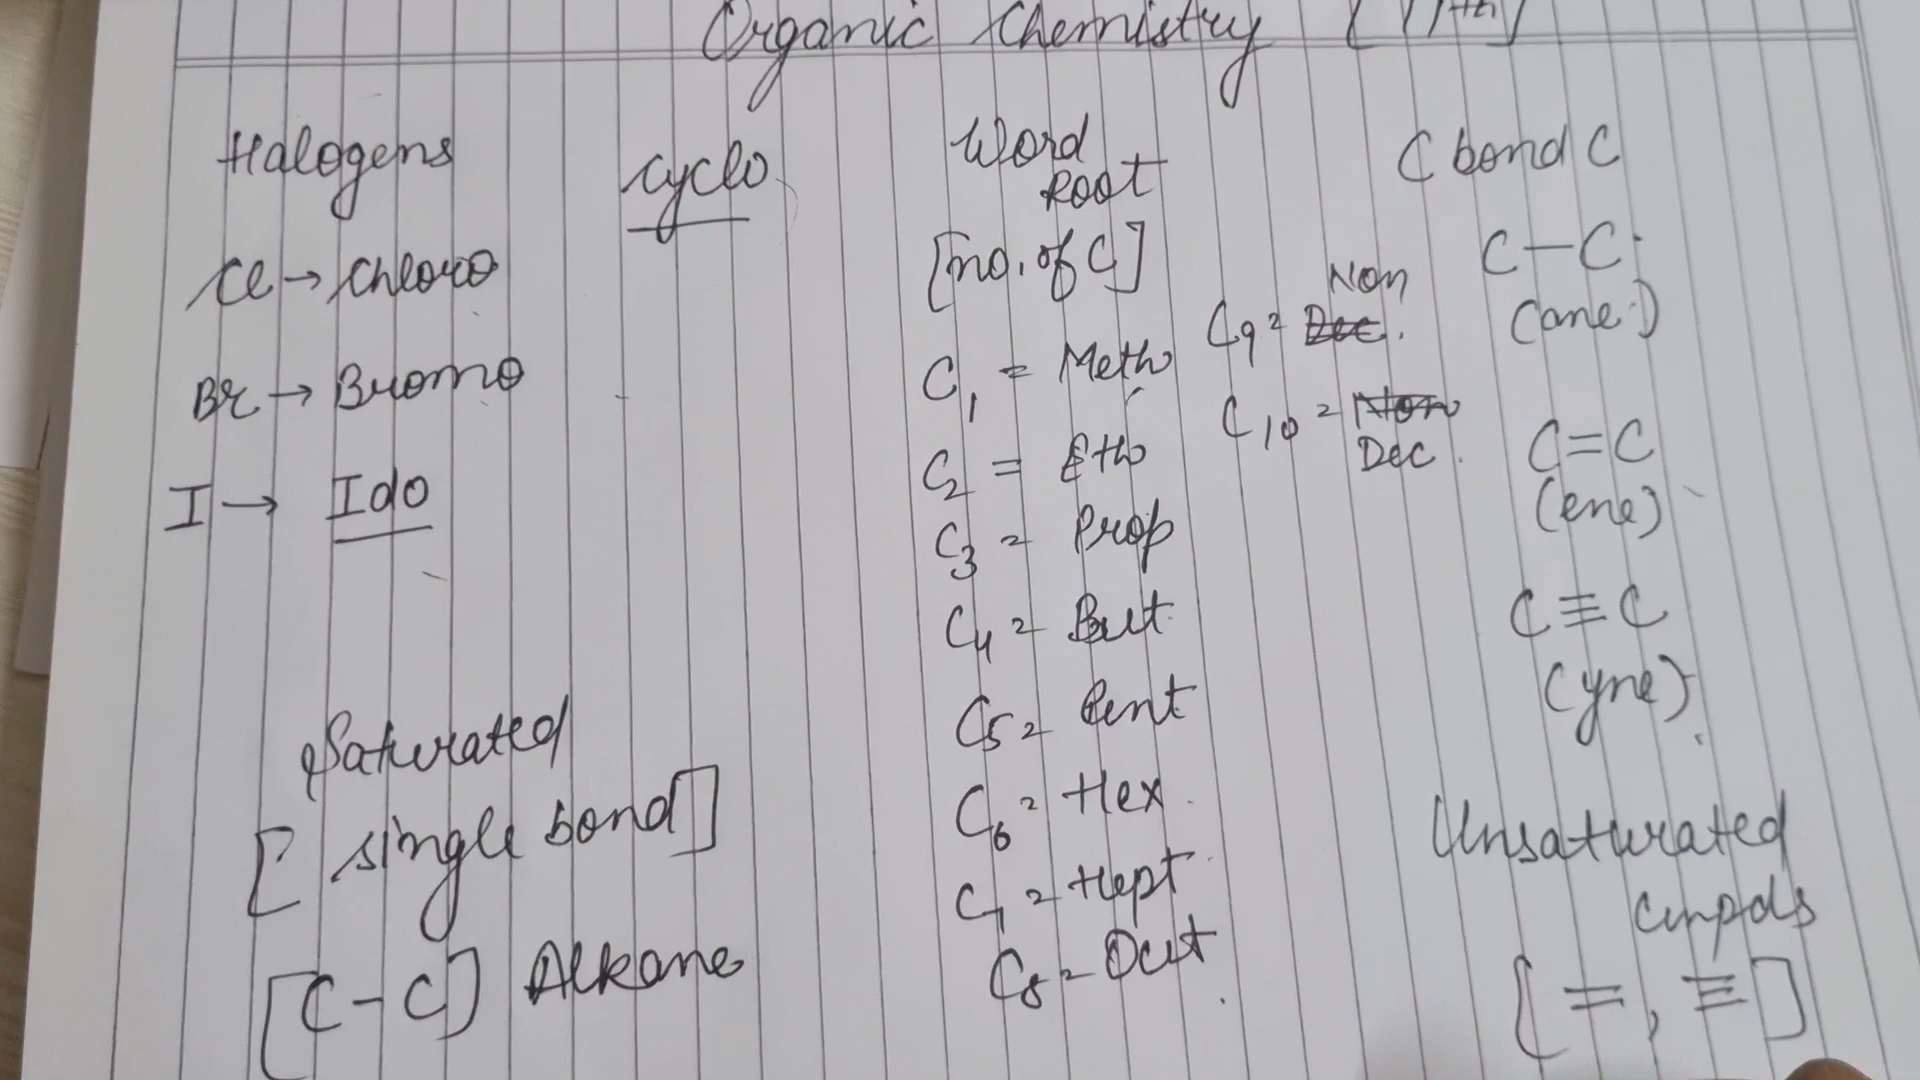 Organic Chemistry [11th]
Halogens
Cl → Chloro
Br → Bromo
I → Ido
Saturated
[ single bond ]
[C - C] Alkane
cyclo
Word
Root
[no. of C]
C₁ = Meth
C₂ = Eth
C₃ = Prop
C₄ = But
C₅ = Pent
C₆ = Hex
C₇ = Hept
C₈ = Oct
Non
C₉ = Dec.
C₁₀ = Non
Dec
C bond C
C - C
(ane)
C = C
(ene)
C ≡ C
(yne)
Unsaturated
cmpds
[ =, ≡ ]